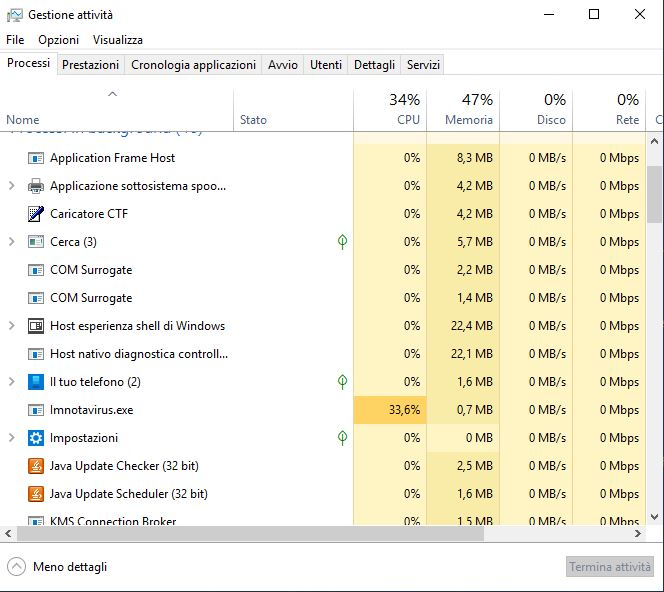 Gestione attività
File Opzioni Visualizza
Processi Prestazioni Cronologia applicazioni Avvio Utenti Dettagli Servizi
34% 47% 0% 0%
Nome Stato CPU Memoria Disco Rete C
Processi in background (46)
Application Frame Host 0% 8,3 MB 0 MB/s 0 Mbps
Applicazione sottosistema spoo... 0% 4,2 MB 0 MB/s 0 Mbps
Caricatore CTF 0% 4,2 MB 0 MB/s 0 Mbps
Cerca (3) 0% 5,7 MB 0 MB/s 0 Mbps
COM Surrogate 0% 2,2 MB 0 MB/s 0 Mbps
COM Surrogate 0% 1,4 MB 0 MB/s 0 Mbps
Host esperienza shell di Windows 0% 22,4 MB 0 MB/s 0 Mbps
Host nativo diagnostica controll... 0% 22,1 MB 0 MB/s 0 Mbps
Il tuo telefono (2) 0% 1,6 MB 0 MB/s 0 Mbps
Imnotavirus.exe 33,6% 0,7 MB 0 MB/s 0 Mbps
Impostazioni 0% 0 MB 0 MB/s 0 Mbps
Java Update Checker (32 bit) 0% 2,5 MB 0 MB/s 0 Mbps
Java Update Scheduler (32 bit) 0% 1,6 MB 0 MB/s 0 Mbps
KMS Connection Broker 0% 1,5 MB 0 MB/s 0 Mbps
Meno dettagli Termina attività